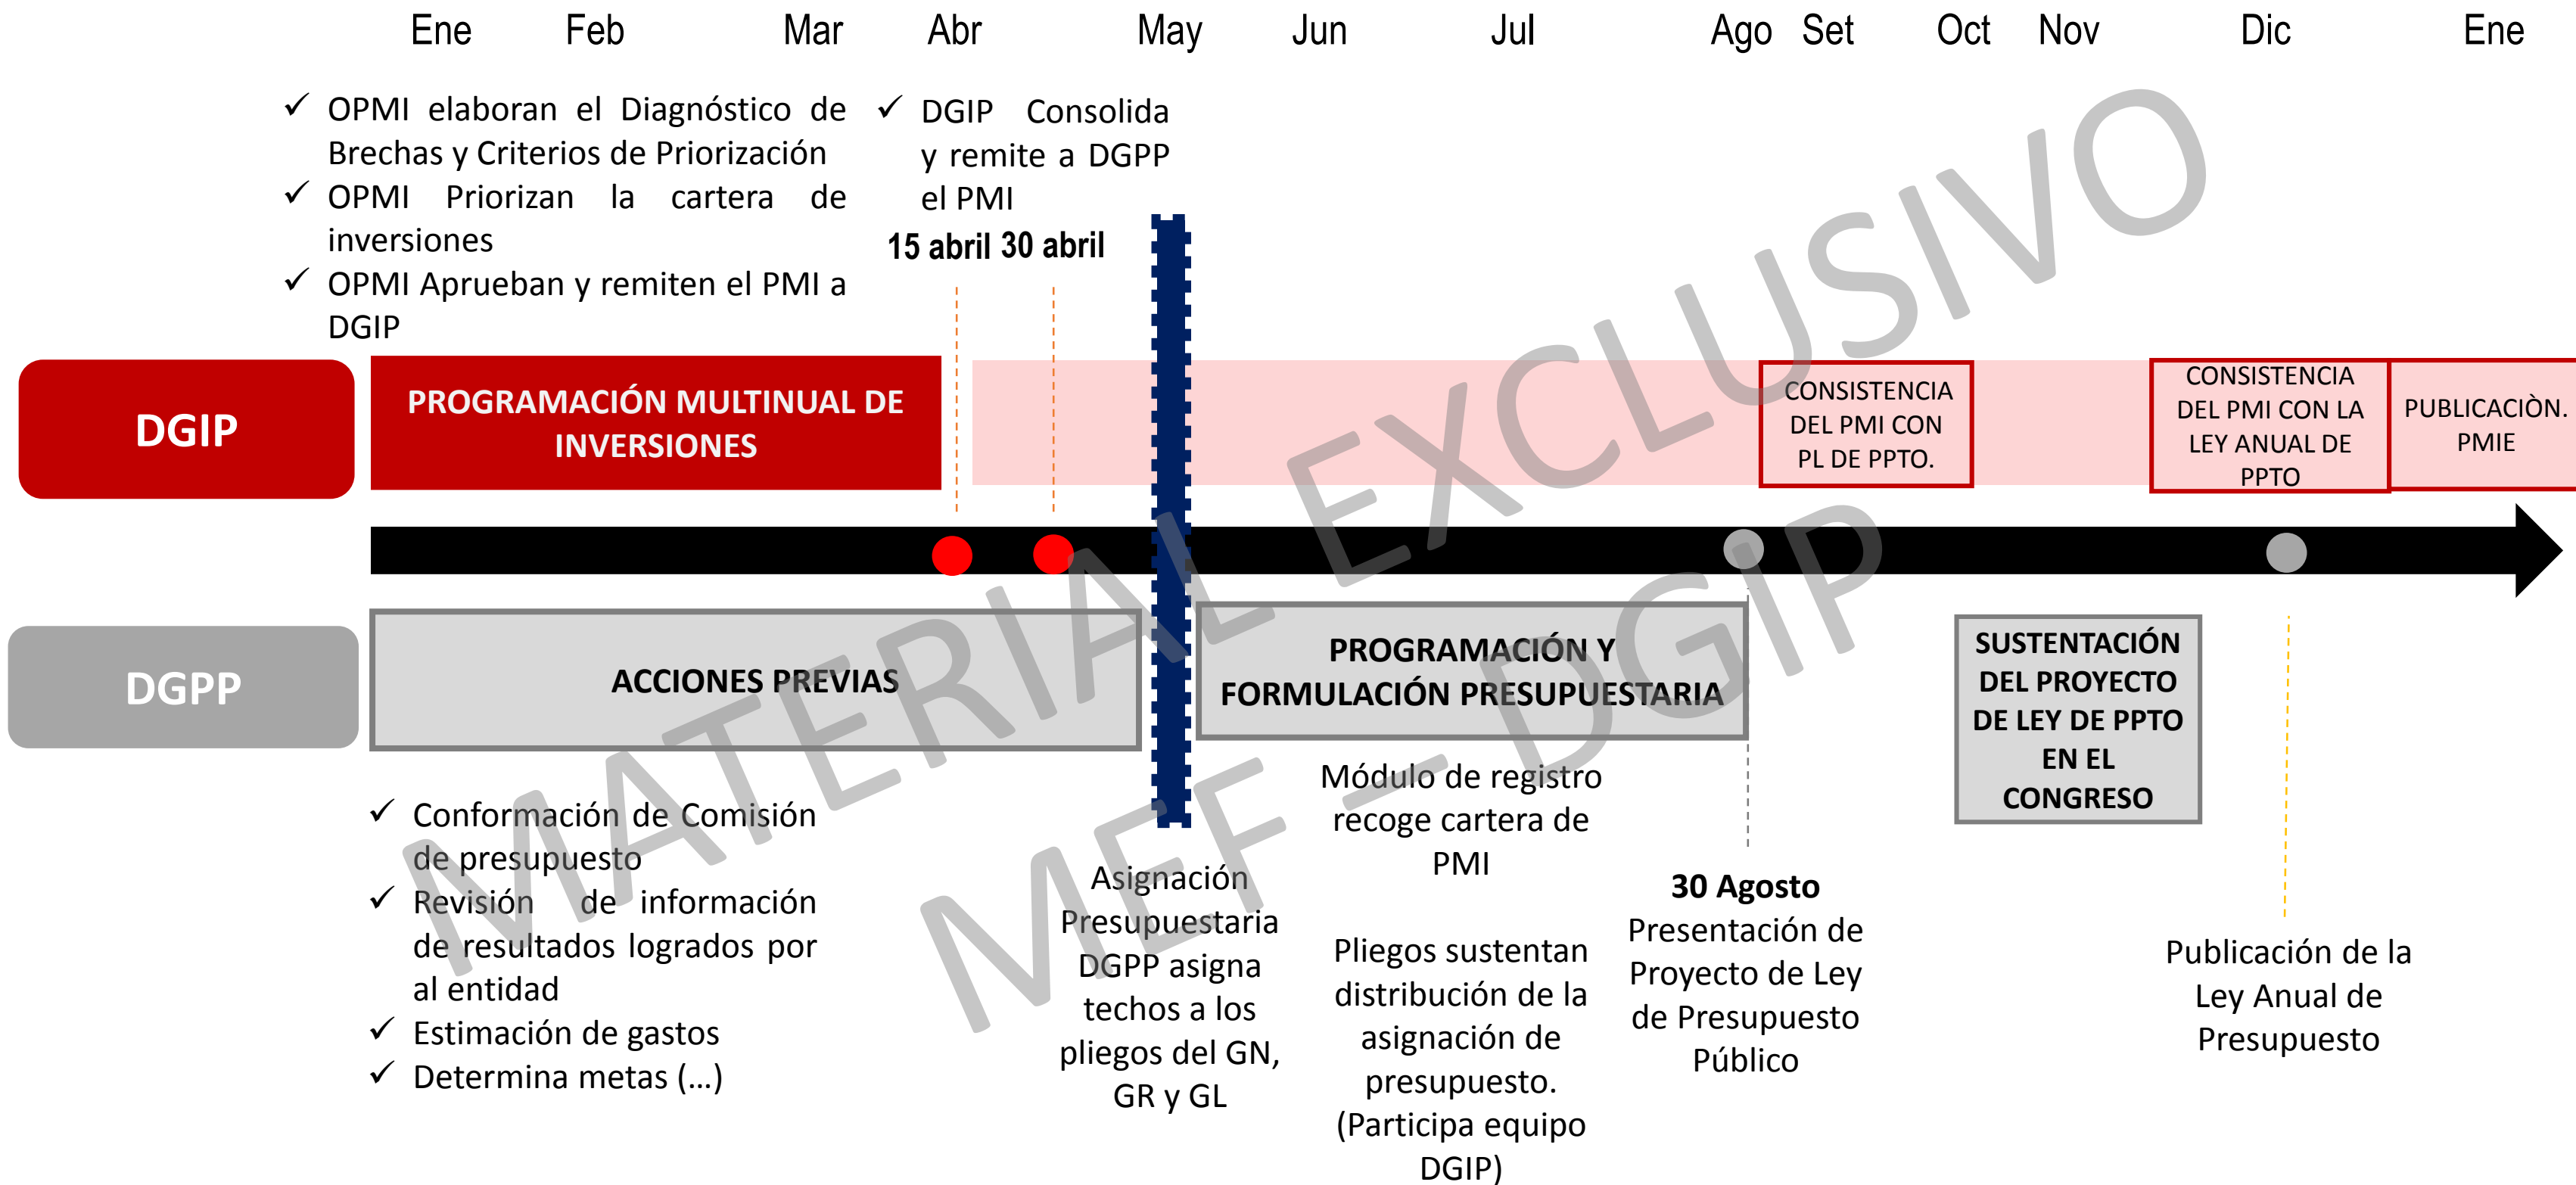 Ene Feb Mar Abr May Jun Jul Ago Set Oct Nov Dic Ene
✓ OPMI elaboran el Diagnóstico de
Brechas y Criterios de Priorización
✓ OPMI Priorizan la cartera de
inversiones
✓ OPMI Aprueban y remiten el PMI a
DGIP
✓ DGIP Consolida
y remite a DGPP
el PMI
15 abril 30 abril
DGIP
PROGRAMACIÓN MULTINUAL DE
INVERSIONES
CONSISTENCIA
DEL PMI CON
PL DE PPTO.
CONSISTENCIA
DEL PMI CON LA
LEY ANUAL DE
PPTO
PUBLICACIÒN.
PMIE
DGPP
ACCIONES PREVIAS
PROGRAMACIÓN Y
FORMULACIÓN PRESUPUESTARIA
SUSTENTACIÓN
DEL PROYECTO
DE LEY DE PPTO
EN EL
CONGRESO
✓ Conformación de Comisión
de presupuesto
✓ Revisión de información
de resultados logrados por
al entidad
✓ Estimación de gastos
✓ Determina metas (...)
Asignación
Presupuestaria
DGPP asigna
techos a los
pliegos del GN,
GR y GL
Módulo de registro
recoge cartera de
PMI
Pliegos sustentan
distribución de la
asignación de
presupuesto.
(Participa equipo
DGIP)
30 Agosto
Presentación de
Proyecto de Ley
de Presupuesto
Público
Publicación de la
Ley Anual de
Presupuesto
MATERIAL EXCLUSIVO
MEF – DGIP